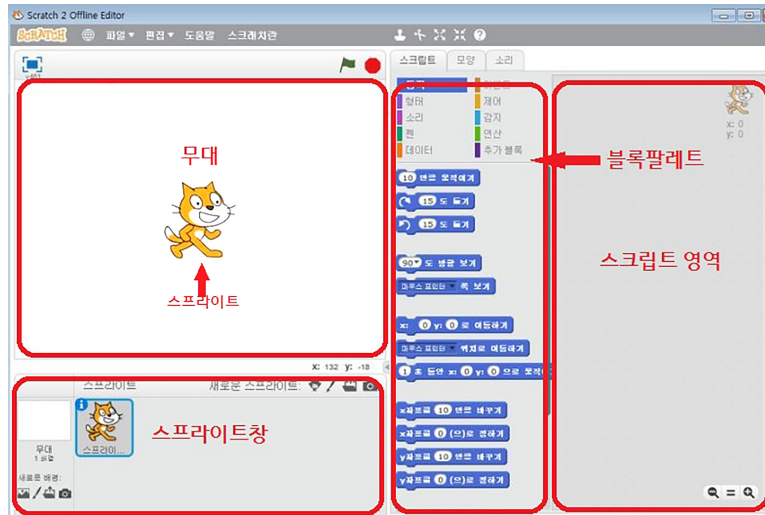 Scratch 2 Offline Editor
SCRATCH 파일 편집 도움말 스크래치란
스크립트 모양 소리
형태 제어
소리 감지
펜 연산
데이터 추가 블록
무대
스프라이트
블록팔레트
스크립트 영역
x: 0
y: 0
10 만큼 움직이기
15 도 돌기
15 도 돌기
90 도 방향 보기
마우스 포인터 쪽 보기
x: 0 y: 0 로 이동하기
마우스 포인터 위치로 이동하기
1 초 동안 x: 0 y: 0 으로 움직이
x좌표를 10 만큼 바꾸기
x좌표를 0 (으)로 정하기
y좌표를 10 만큼 바꾸기
y좌표를 0 (으)로 정하기
x: 132 y: -18
스프라이트 새로운 스프라이트:
스프라이...
스프라이트창
무대
1 배경
새로운 배경: